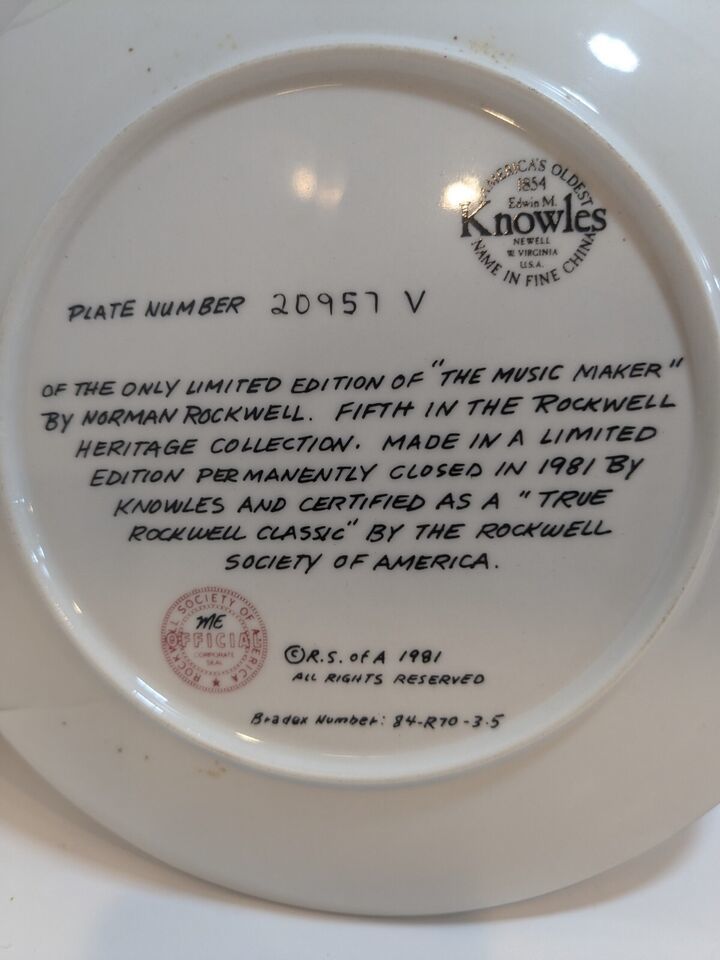 AMERICA'S OLDEST
1854
Edwin M.
Knowles
NEWELL
W. VIRGINIA
U.S.A.
NAME IN FINE CHINA
PLATE NUMBER 20957 V
OF THE ONLY LIMITED EDITION OF "THE MUSIC MAKER"
BY NORMAN ROCKWELL. FIFTH IN THE ROCKWELL
HERITAGE COLLECTION. MADE IN A LIMITED
EDITION PERMANENTLY CLOSED IN 1981 BY
KNOWLES AND CERTIFIED AS A "TRUE
ROCKWELL CLASSIC" BY THE ROCKWELL
SOCIETY OF AMERICA.
ROCKWELL SOCIETY OF AMERICA
ME
OFFICIAL
CORPORATE
SEAL
©R.S. of A 1981
ALL RIGHTS RESERVED
Bradex Number: 84-R70-3.5